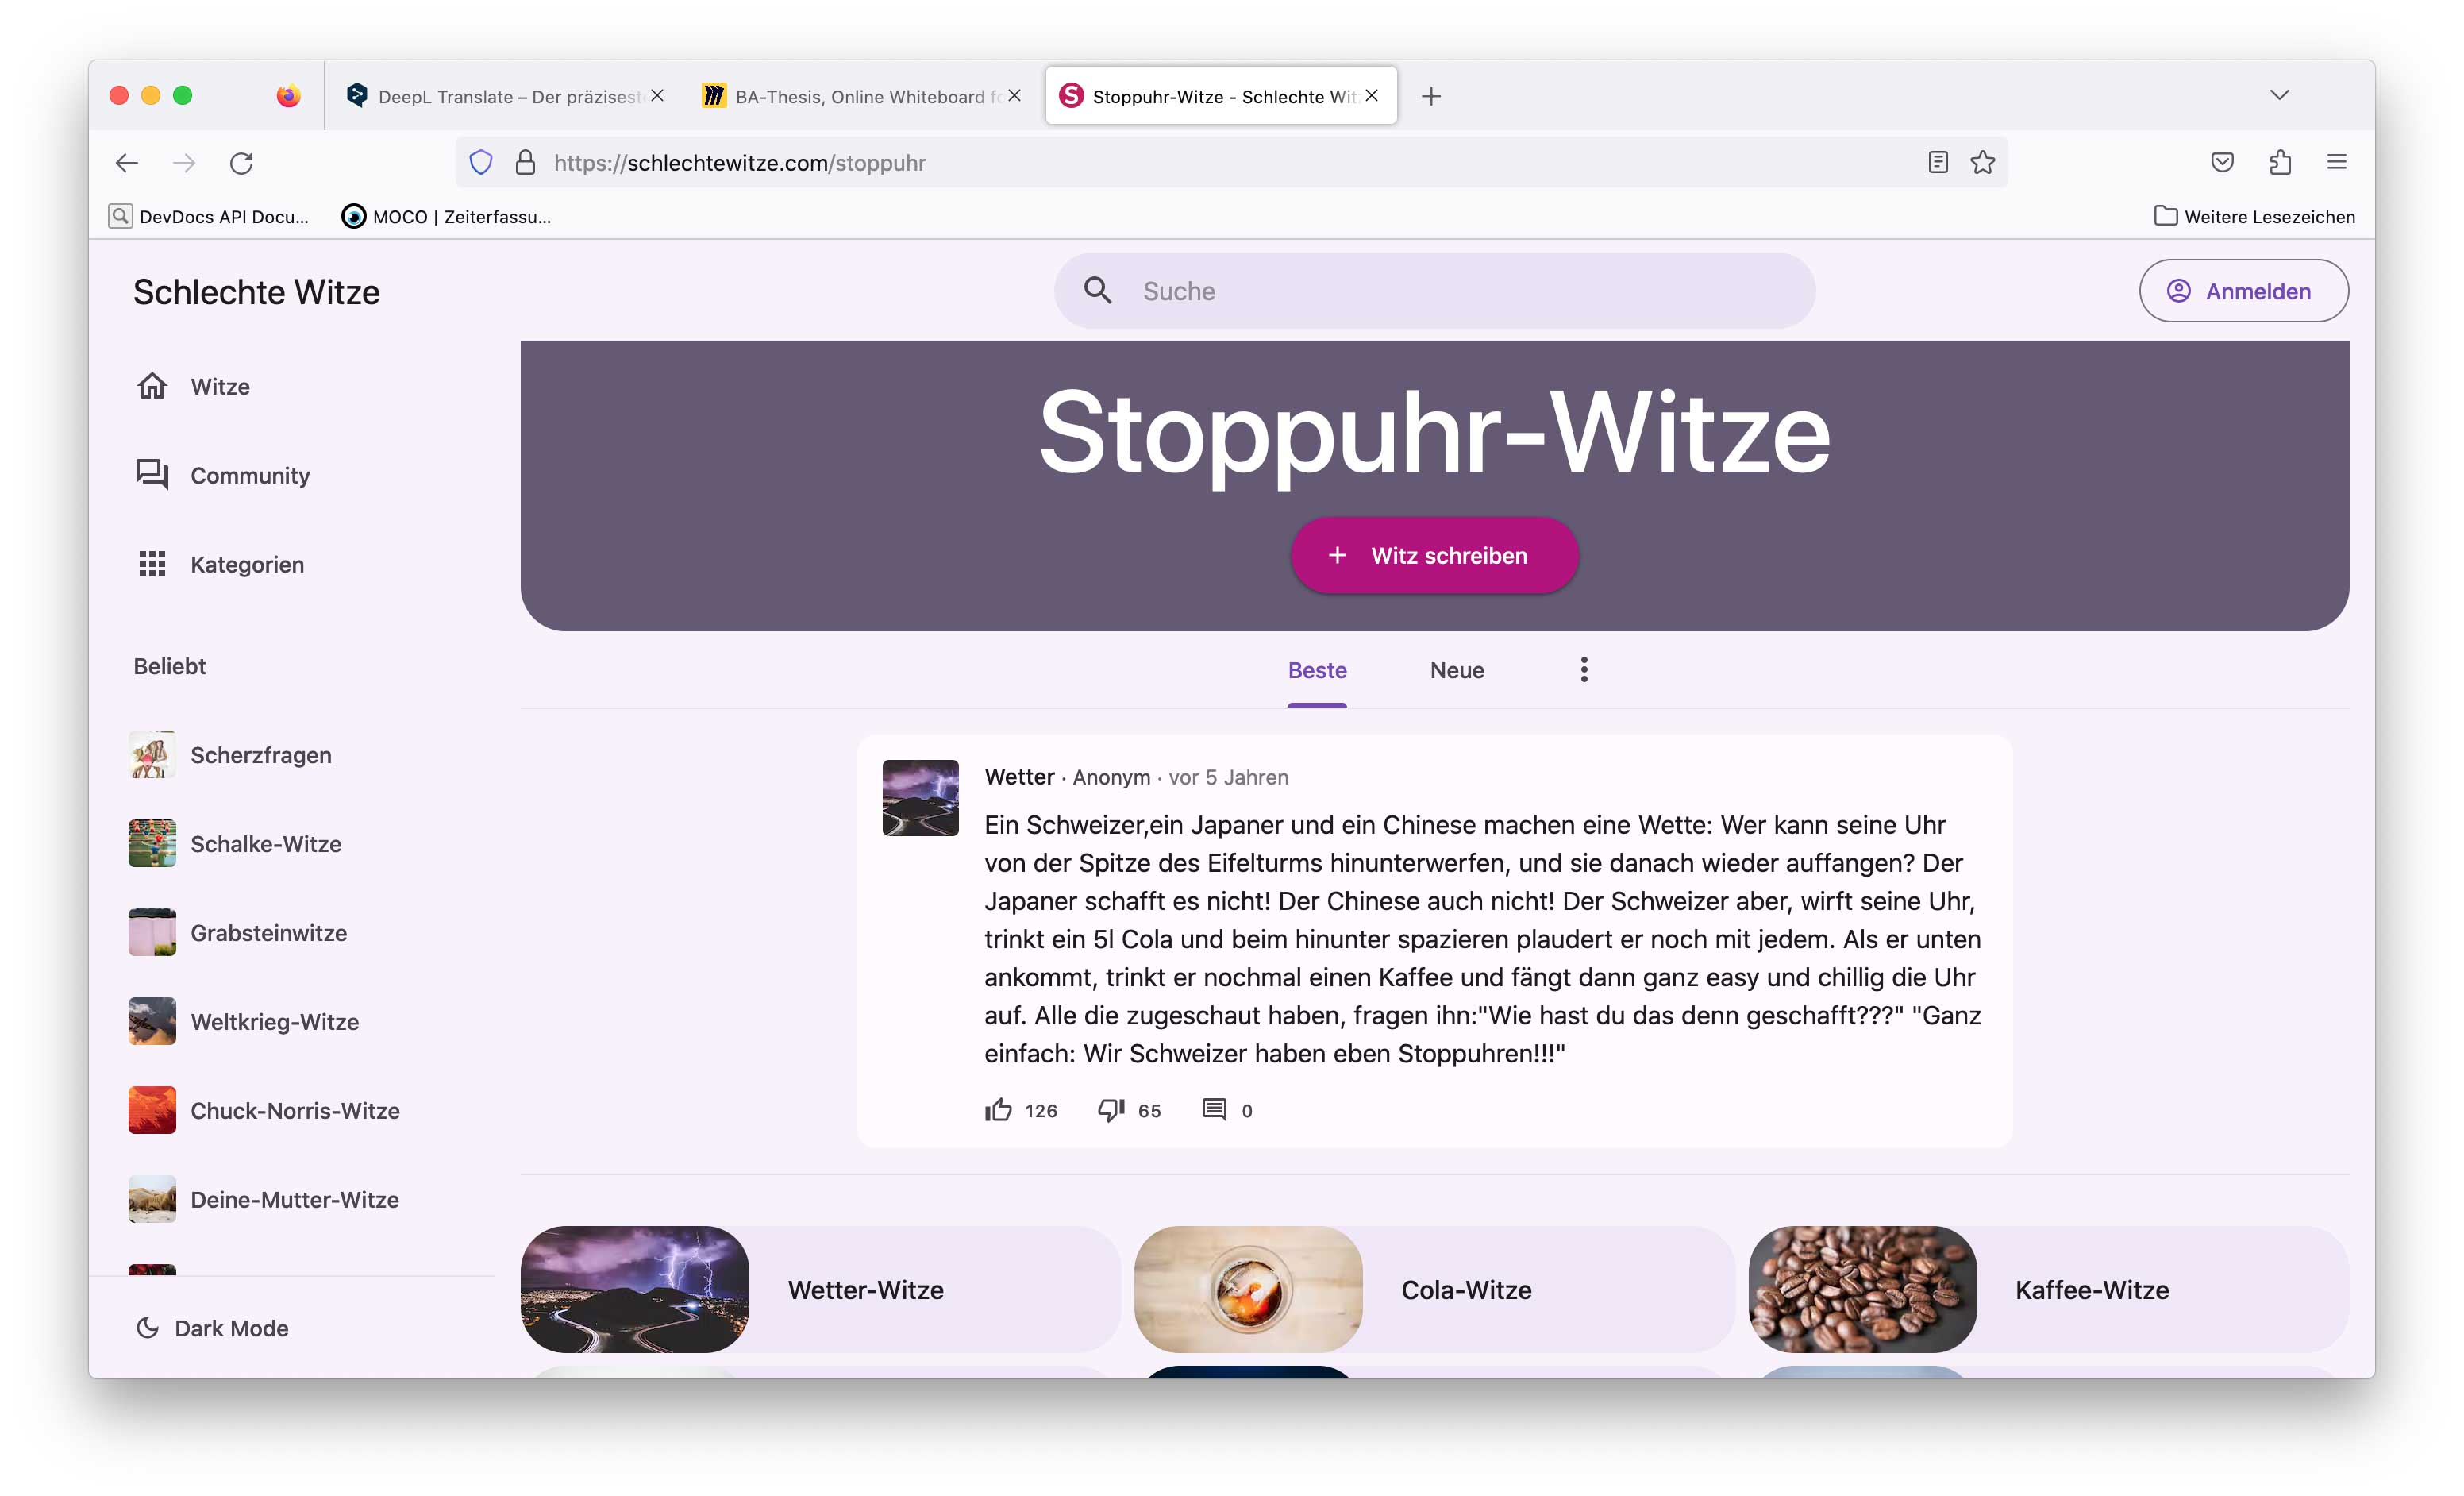 DeepL Translate – Der präzisest
BA-Thesis, Online Whiteboard fo
Stoppuhr-Witze - Schlechte Wit
https://schlechtewitze.com/stoppuhr
DevDocs API Docu...
MOCO | Zeiterfassu...
Weitere Lesezeichen
Schlechte Witze
Suche
Anmelden
Witze
Community
Kategorien
Beliebt
Scherzfragen
Schalke-Witze
Grabsteinwitze
Weltkrieg-Witze
Chuck-Norris-Witze
Deine-Mutter-Witze
Dark Mode
Stoppuhr-Witze
+ Witz schreiben
Beste
Neue
Wetter · Anonym · vor 5 Jahren
Ein Schweizer,ein Japaner und ein Chinese machen eine Wette: Wer kann seine Uhr
von der Spitze des Eifelturms hinunterwerfen, und sie danach wieder auffangen? Der
Japaner schafft es nicht! Der Chinese auch nicht! Der Schweizer aber, wirft seine Uhr,
trinkt ein 5l Cola und beim hinunter spazieren plaudert er noch mit jedem. Als er unten
ankommt, trinkt er nochmal einen Kaffee und fängt dann ganz easy und chillig die Uhr
auf. Alle die zugeschaut haben, fragen ihn:"Wie hast du das denn geschafft???" "Ganz
einfach: Wir Schweizer haben eben Stoppuhren!!!"
126 65 0
Wetter-Witze
Cola-Witze
Kaffee-Witze